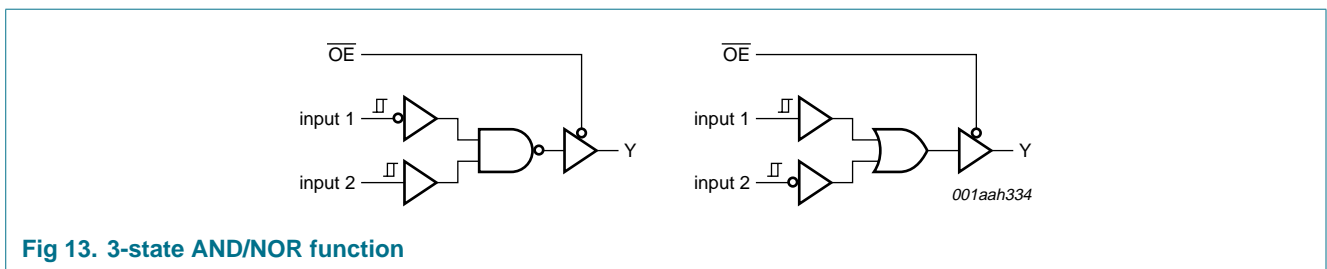 OE
input 1
input 2
Y
OE
input 1
input 2
Y
001aah334
Fig 13. 3-state AND/NOR function